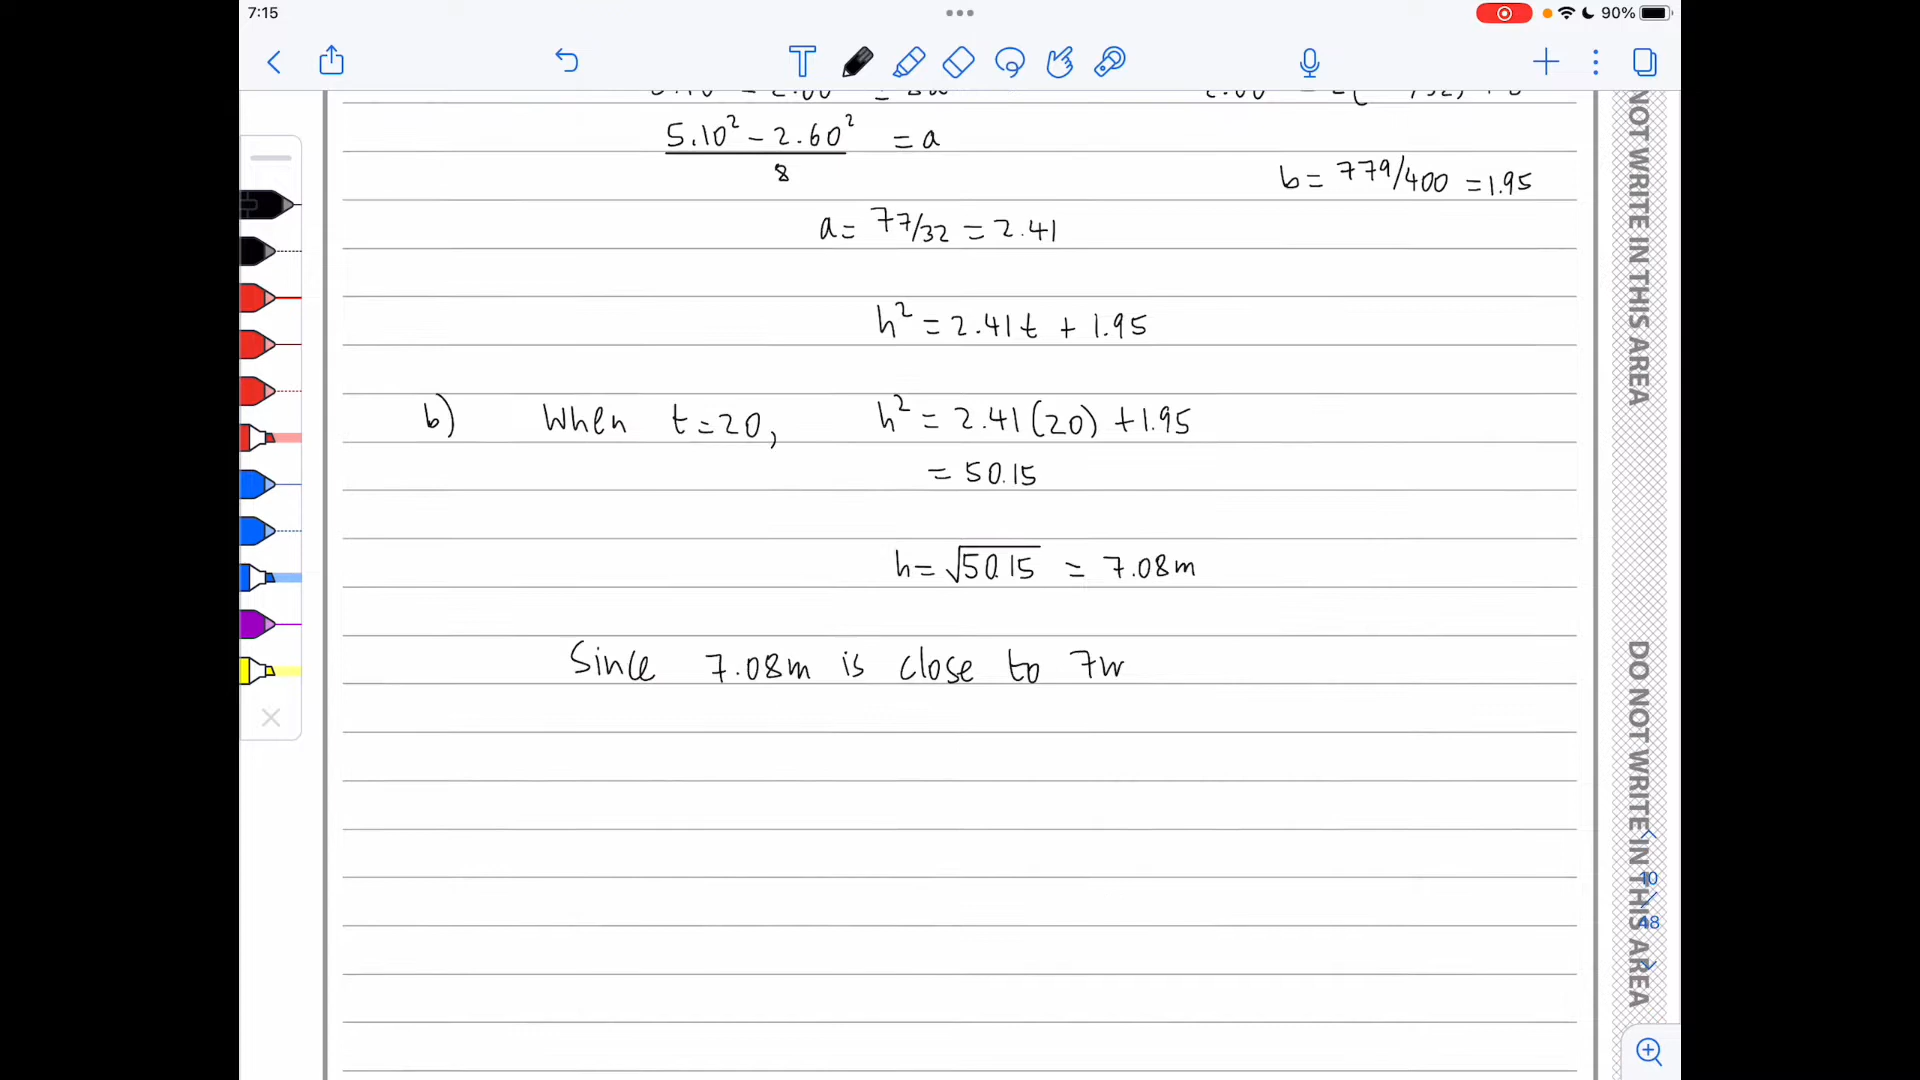 7:15
90%
5.10² - 2.60² = a
8
b = 779/400 = 1.95
a = 77/32 = 2.41
h² = 2.41t + 1.95
b) When t=20, h² = 2.41(20) + 1.95
= 50.15
h = √50.15 = 7.08m
Since 7.08m is close to 7m
NOT WRITE IN THIS AREA
DO NOT WRITE IN THIS AREA
10
/
48